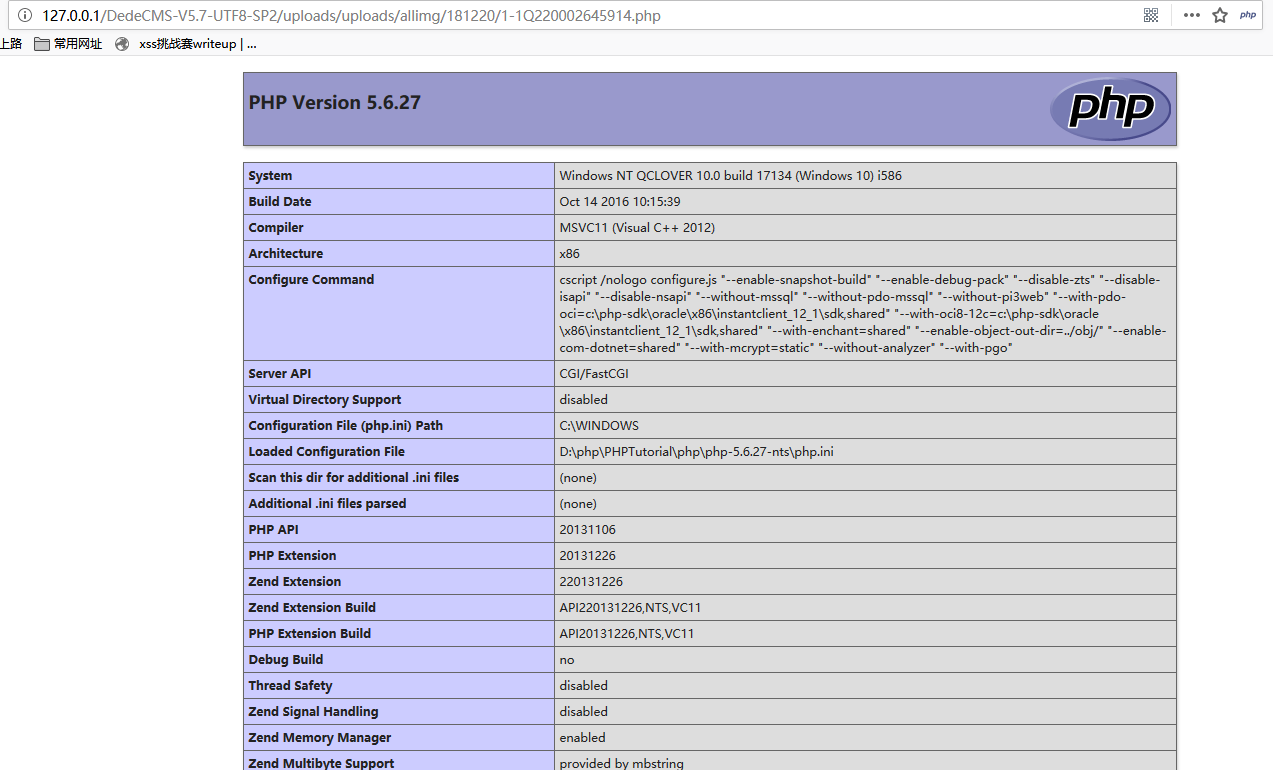 127.0.0.1/DedeCMS-V5.7-UTF8-SP2/uploads/uploads/allimg/181220/1-1Q220002645914.php
php
上路 常用网址 xss挑战赛writeup | ...
PHP Version 5.6.27
php
System Windows NT QCLOVER 10.0 build 17134 (Windows 10) i586
Build Date Oct 14 2016 10:15:39
Compiler MSVC11 (Visual C++ 2012)
Architecture x86
Configure Command cscript /nologo configure.js "--enable-snapshot-build" "--enable-debug-pack" "--disable-zts" "--disable-
isapi" "--disable-nsapi" "--without-mssql" "--without-pdo-mssql" "--without-pi3web" "--with-pdo-
oci=c:\php-sdk\oracle\x86\instantclient_12_1\sdk,shared" "--with-oci8-12c=c:\php-sdk\oracle
\x86\instantclient_12_1\sdk,shared" "--with-enchant=shared" "--enable-object-out-dir=../obj/" "--enable-
com-dotnet=shared" "--with-mcrypt=static" "--without-analyzer" "--with-pgo"
Server API CGI/FastCGI
Virtual Directory Support disabled
Configuration File (php.ini) Path C:\WINDOWS
Loaded Configuration File D:\php\PHPTutorial\php\php-5.6.27-nts\php.ini
Scan this dir for additional .ini files (none)
Additional .ini files parsed (none)
PHP API 20131106
PHP Extension 20131226
Zend Extension 220131226
Zend Extension Build API220131226,NTS,VC11
PHP Extension Build API20131226,NTS,VC11
Debug Build no
Thread Safety disabled
Zend Signal Handling disabled
Zend Memory Manager enabled
Zend Multibyte Support provided by mbstring